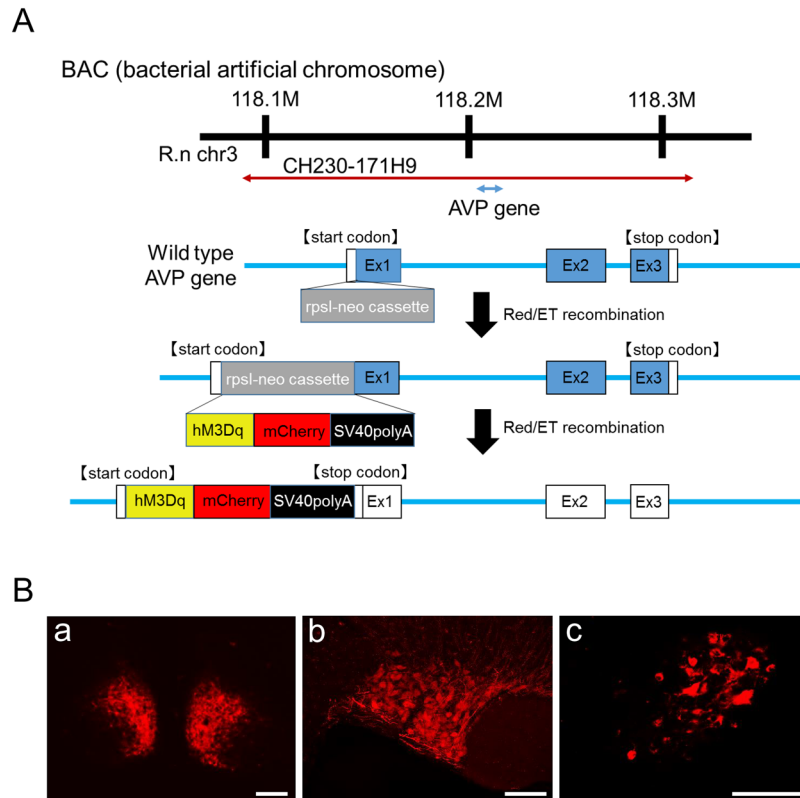 A
BAC (bacterial artificial chromosome)
118.1M 118.2M 118.3M
R.n chr3
CH230-171H9
AVP gene
Wild type
AVP gene
【start codon】 【stop codon】
Ex1 Ex2 Ex3
rpsl-neo cassette
Red/ET recombination
【start codon】 【stop codon】
rpsl-neo cassette Ex1 Ex2 Ex3
hM3Dq mCherry SV40polyA
Red/ET recombination
【start codon】 【stop codon】
hM3Dq mCherry SV40polyA Ex1 Ex2 Ex3
B
a b c